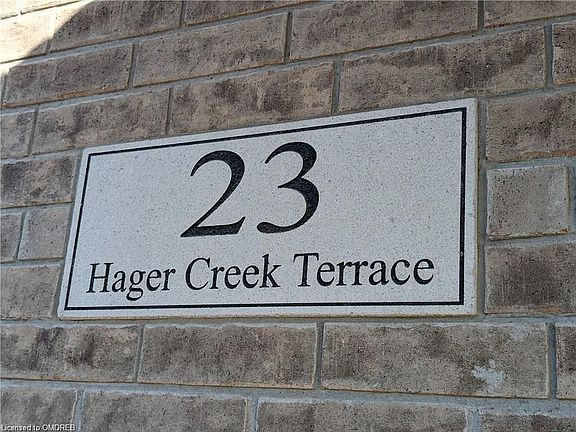 23
Hager Creek Terrace
Licensed to OMDREB